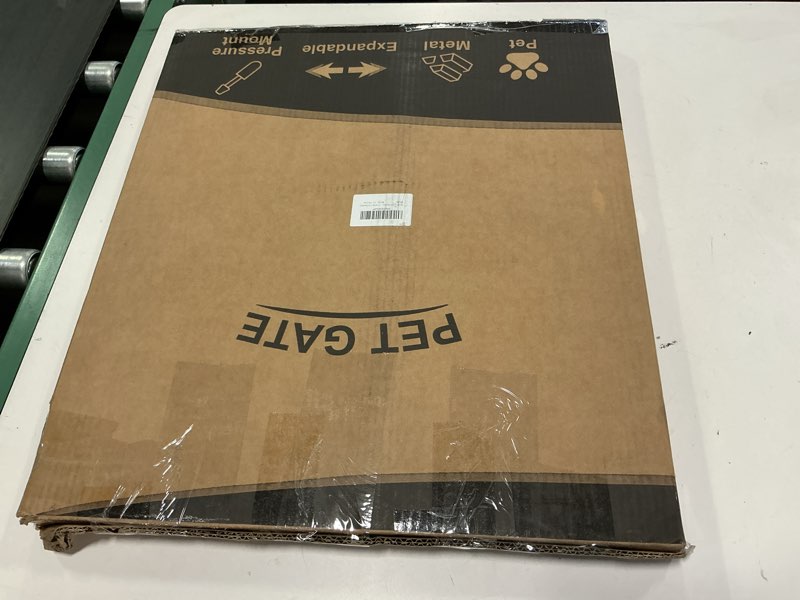 PET GATE
Pet
Metal
Expandable
Pressure
Mount